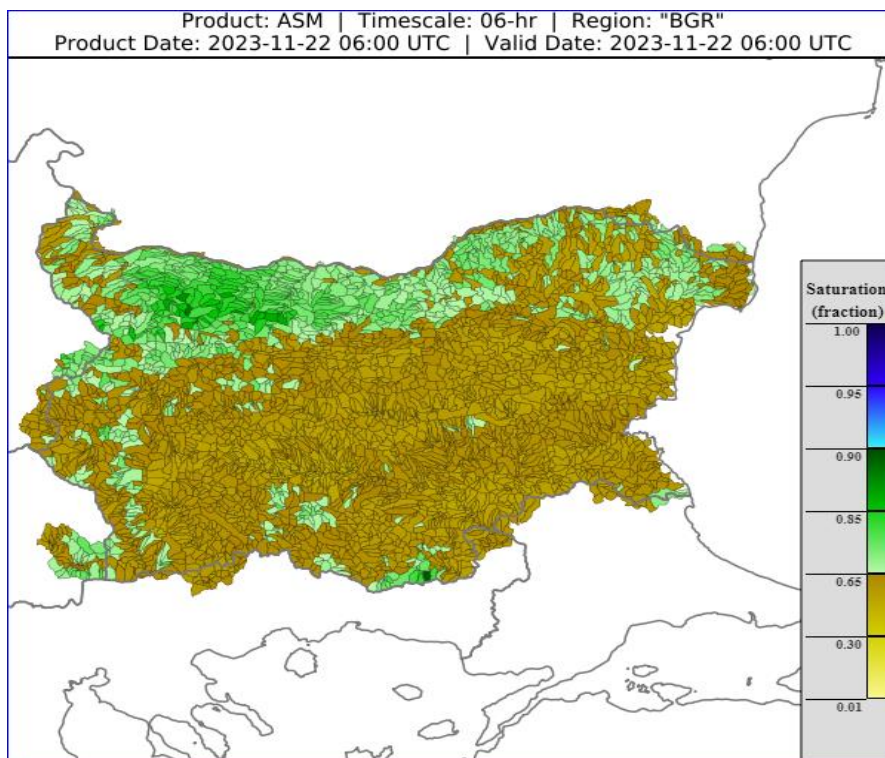 Product: ASM | Timescale: 06-hr | Region: "BGR"
Product Date: 2023-11-22 06:00 UTC | Valid Date: 2023-11-22 06:00 UTC
Saturation
(fraction)
1.00
0.95
0.90
0.85
0.65
0.30
0.01